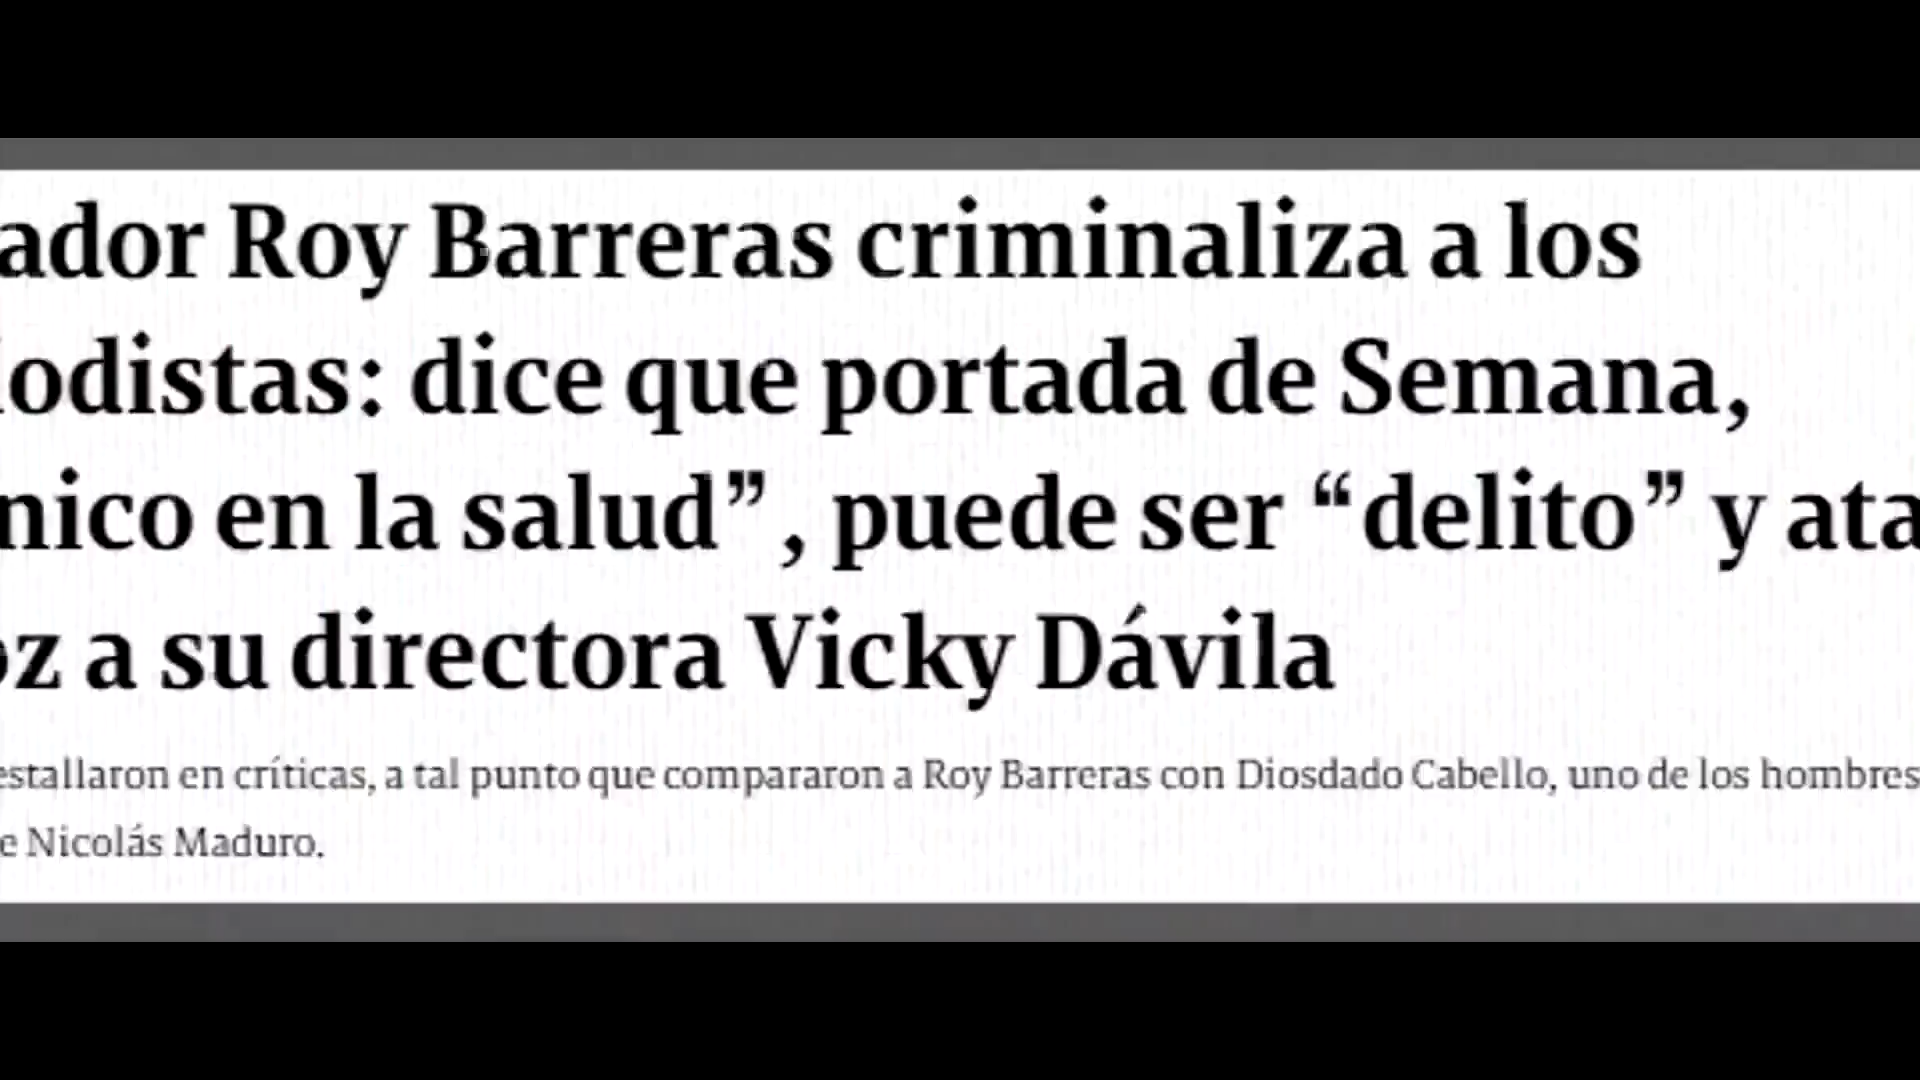 ador Roy Barreras criminaliza a los
iodistas: dice que portada de Semana,
nico en la salud”, puede ser “delito” y ata
oz a su directora Vicky Dávila
estallaron en críticas, a tal punto que compararon a Roy Barreras con Diosdado Cabello, uno de los hombres
e Nicolás Maduro.